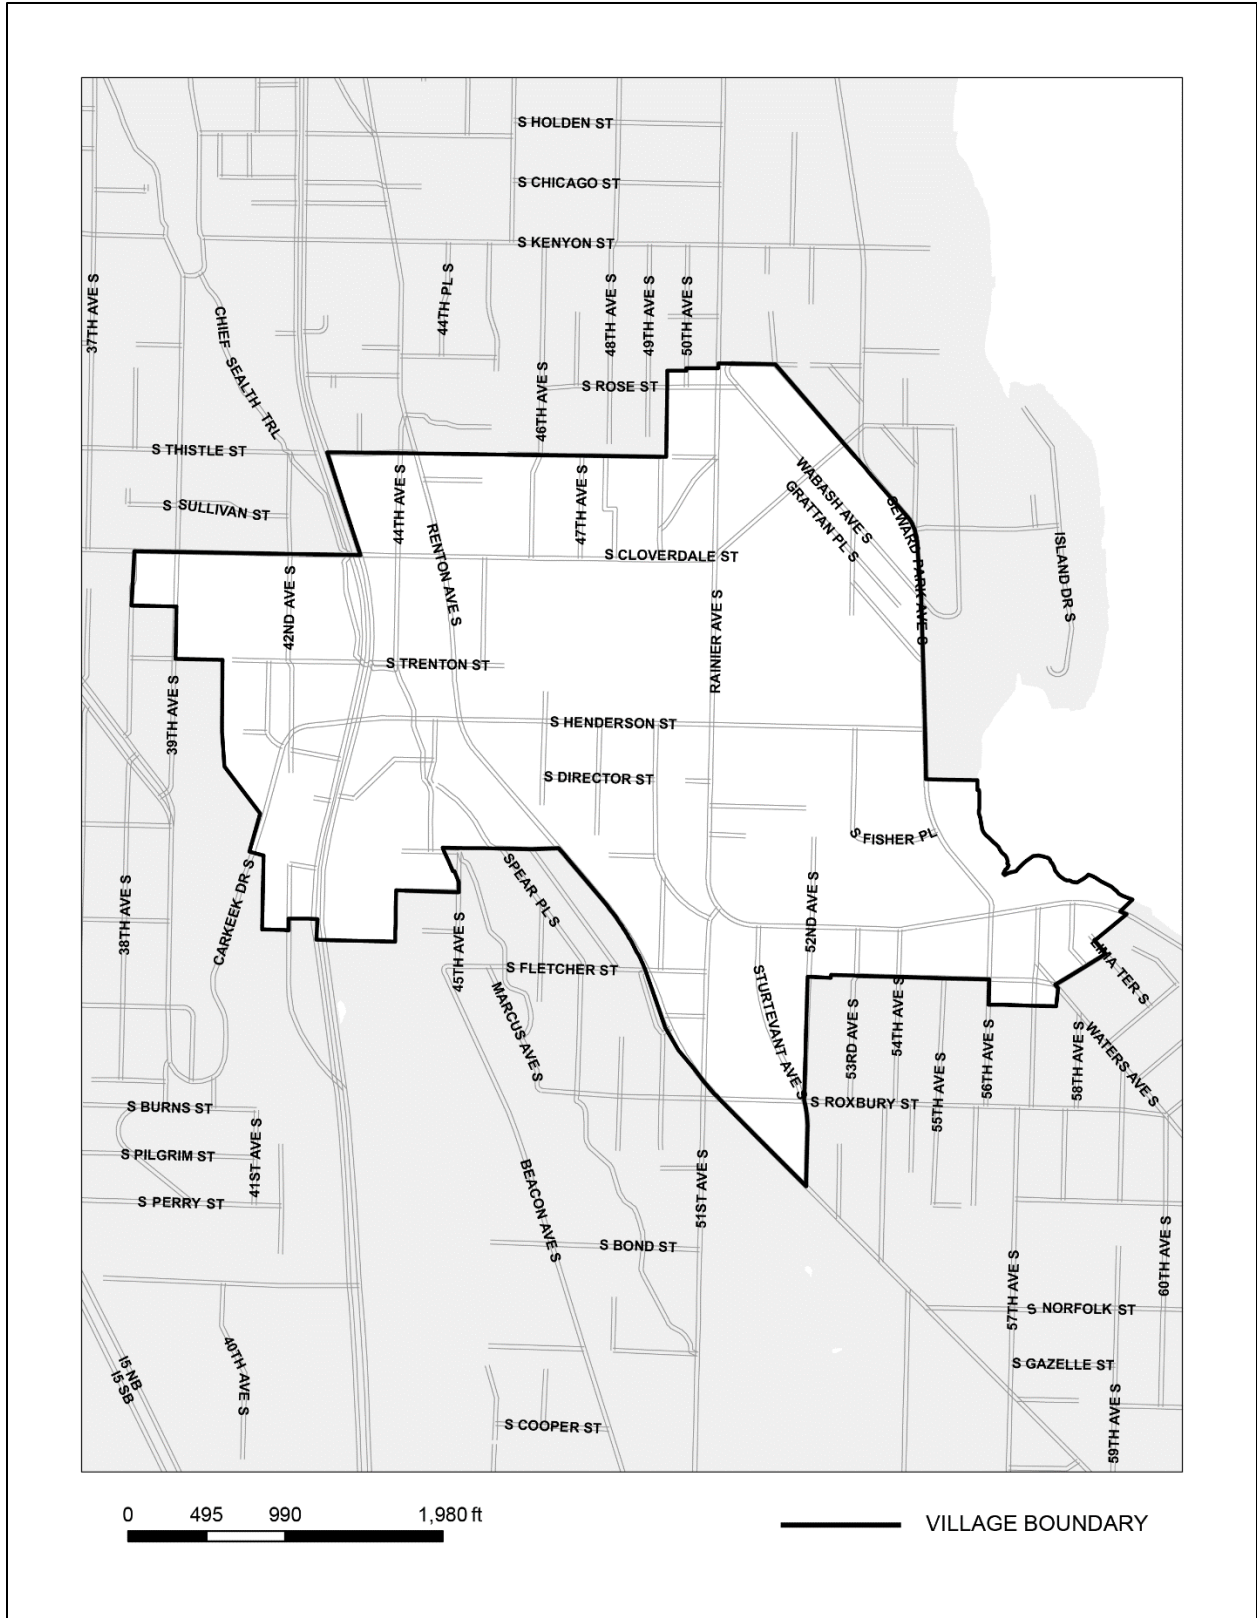 S HOLDEN ST
S CHICAGO ST
S KENYON ST
37TH AVE S
CHIEF SEALTH TRL
44TH PL S
48TH AVE S
49TH AVE S
50TH AVE S
46TH AVE S
S ROSE ST
S THISTLE ST
S SULLIVAN ST
44TH AVE S
47TH AVE S
RENTON AVE S
WABASH AVE S
GRATTAN PL S
SEWARD PARK AVE S
ISLAND DR S
S CLOVERDALE ST
42ND AVE S
RAINIER AVE S
S TRENTON ST
39TH AVE S
S HENDERSON ST
S DIRECTOR ST
S FISHER PL
38TH AVE S
CARKEEK DR S
SPEAR PL S
45TH AVE S
52ND AVE S
S FLETCHER ST
MARCUS AVE S
STURTEVANT AVE S
LIMA TER S
53RD AVE S
54TH AVE S
55TH AVE S
56TH AVE S
58TH AVE S
WATERS AVE S
S BURNS ST
S ROXBURY ST
S PILGRIM ST
41ST AVE S
S PERRY ST
BEACON AVE S
51ST AVE S
S BOND ST
57TH AVE S
60TH AVE S
S NORFOLK ST
I5 NB
I5 SB
40TH AVE S
S GAZELLE ST
59TH AVE S
S COOPER ST
0 495 990 1,980 ft
VILLAGE BOUNDARY